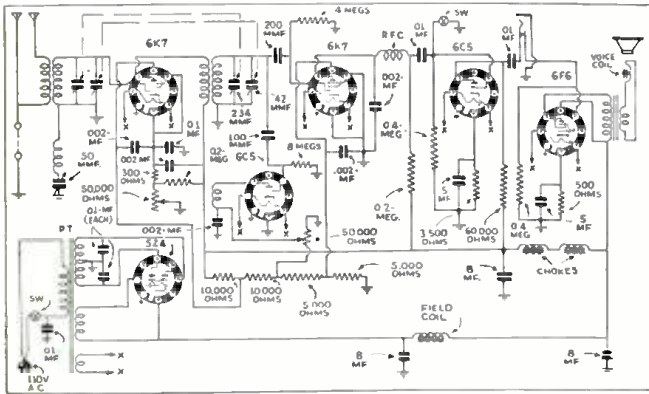 4 MEGS
SW
200
MMF
RFC
.01
MF
6K7
6K7
6C5
.01
MF
6F6
VOICE
COIL
.002-
MF
.01
MF
234
MMF
42
MMF
.002-
MF
50
MMF.
.002 MF
300
OHMS
0.2-
MEG
100
MMF
6C5
8 MEGS
.002-
MF
0.4-
MEG
5
MF
500
OHMS
5
MF
50,000
OHMS
0.1-MF
(EACH)
0.2-
MEG.
3,500
OHMS
60,000
OHMS
0.4
MEG
50,000
OHMS
PT
.002-MF
5Z4
8
MF.
CHOKES
10,000
OHMS
10,000
OHMS
5,000
OHMS
5,000
OHMS
SW
.01
MF
FIELD
COIL
8
MF
8
MF
X
X
110V
A C